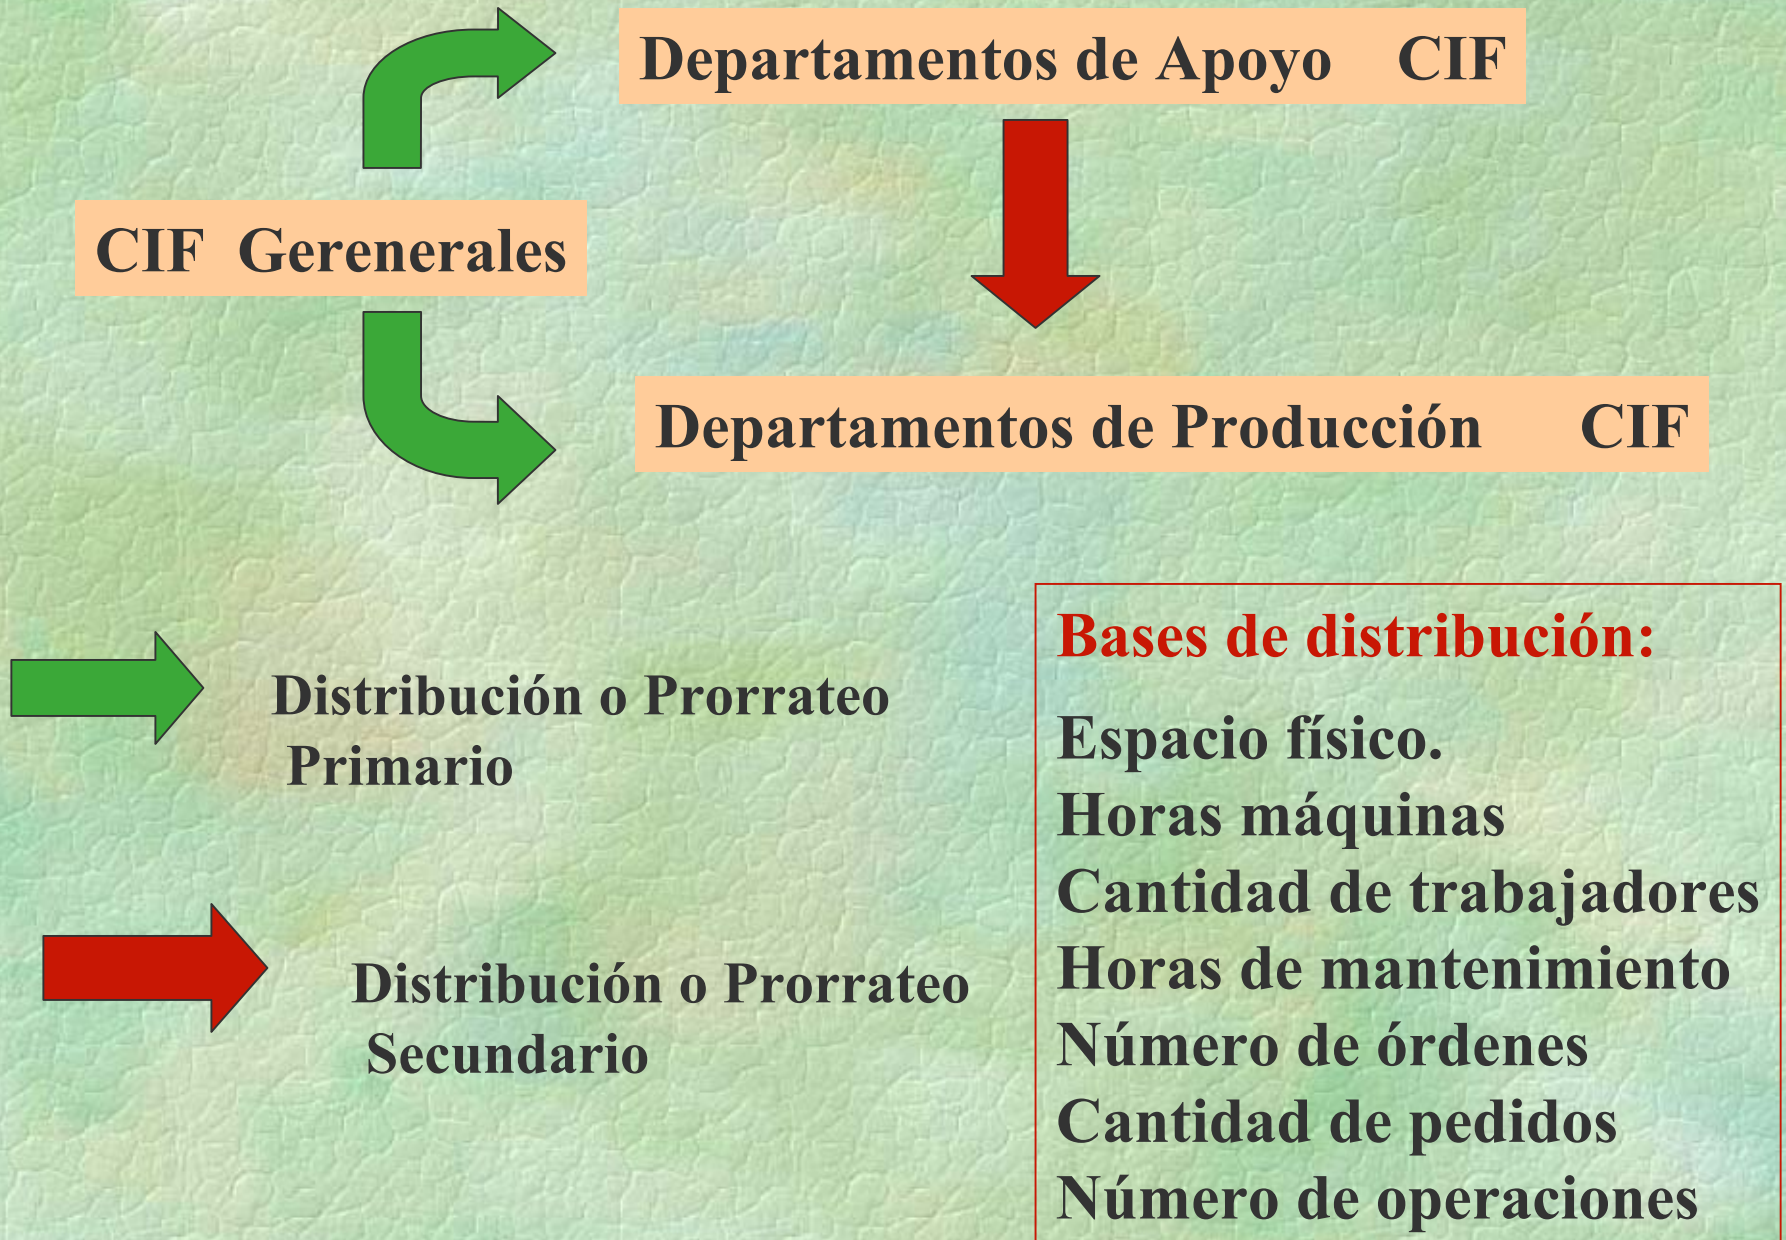 Departamentos de Apoyo CIF
CIF Gerenerales
Departamentos de Producción CIF
Distribución o Prorrateo
Primario
Distribución o Prorrateo
Secundario
Bases de distribución:
Espacio físico.
Horas máquinas
Cantidad de trabajadores
Horas de mantenimiento
Número de órdenes
Cantidad de pedidos
Número de operaciones